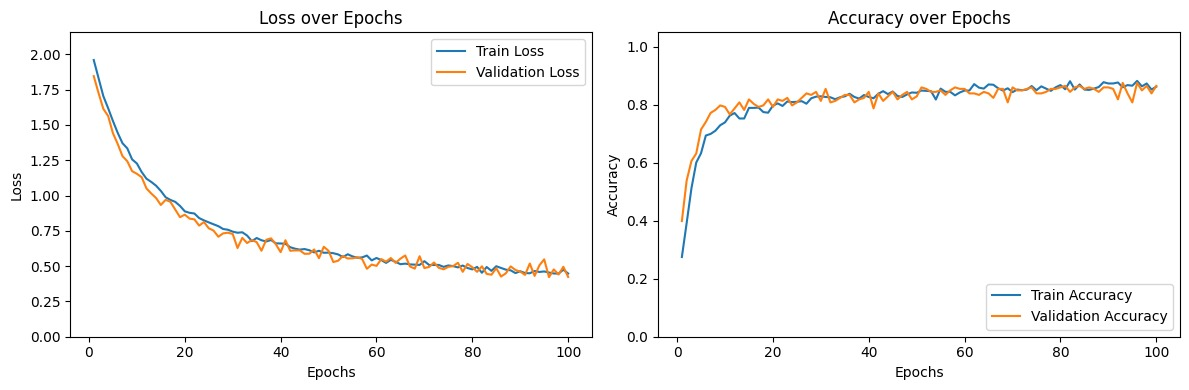 Loss over Epochs
2.00
1.75
1.50
1.25
1.00
0.75
0.50
0.25
0.00
Loss
0 20 40 60 80 100
Epochs
Train Loss
Validation Loss
Accuracy over Epochs
1.0
0.8
0.6
0.4
0.2
0.0
Accuracy
0 20 40 60 80 100
Epochs
Train Accuracy
Validation Accuracy